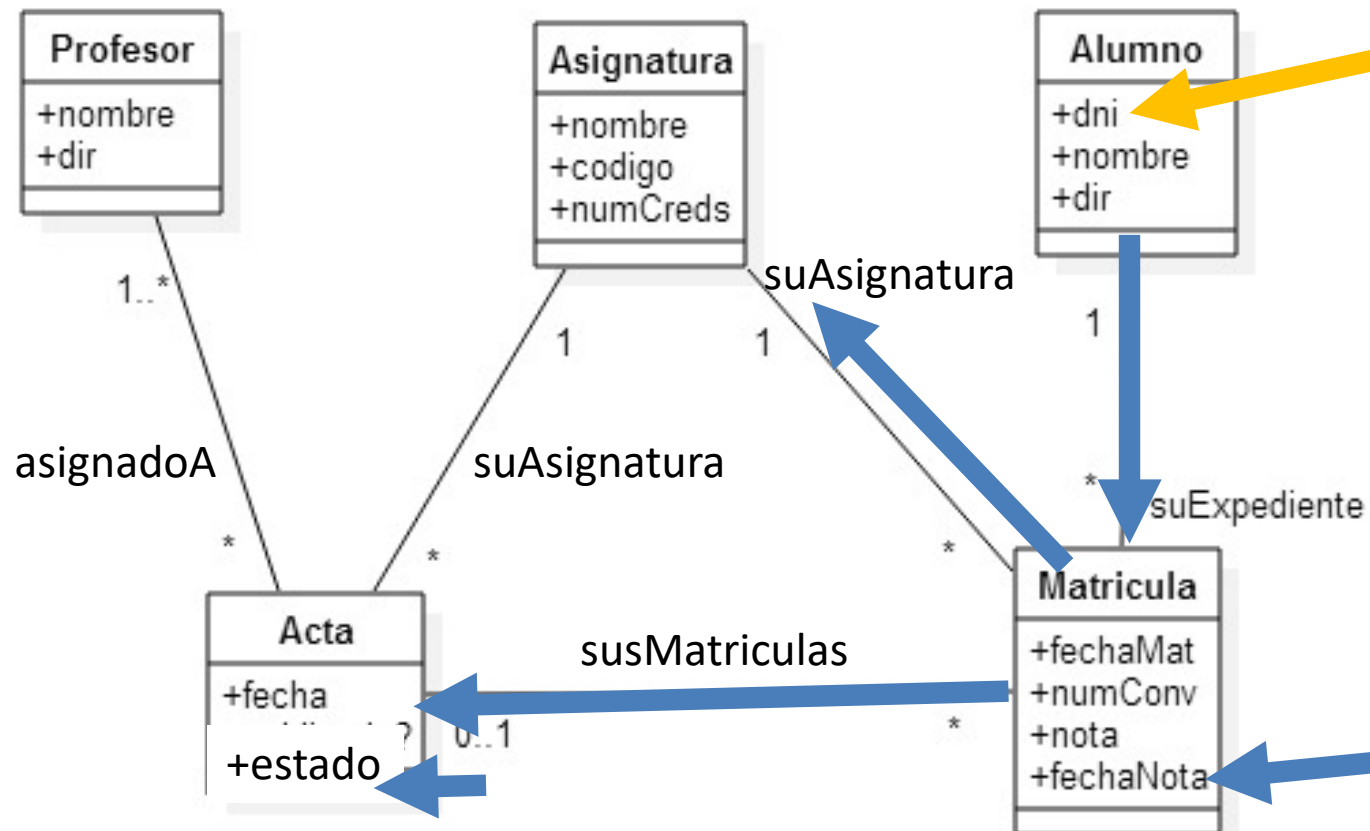 Profesor
+nombre
+dir
Asignatura
+nombre
+codigo
+numCreds
Alumno
+dni
+nombre
+dir
suAsignatura
1..*
1
1
1
asignadoA
suAsignatura
*
*
*
*
suExpediente
Acta
+fecha
+estado
0..1
susMatriculas
*
Matricula
+fechaMat
+numConv
+nota
+fechaNota